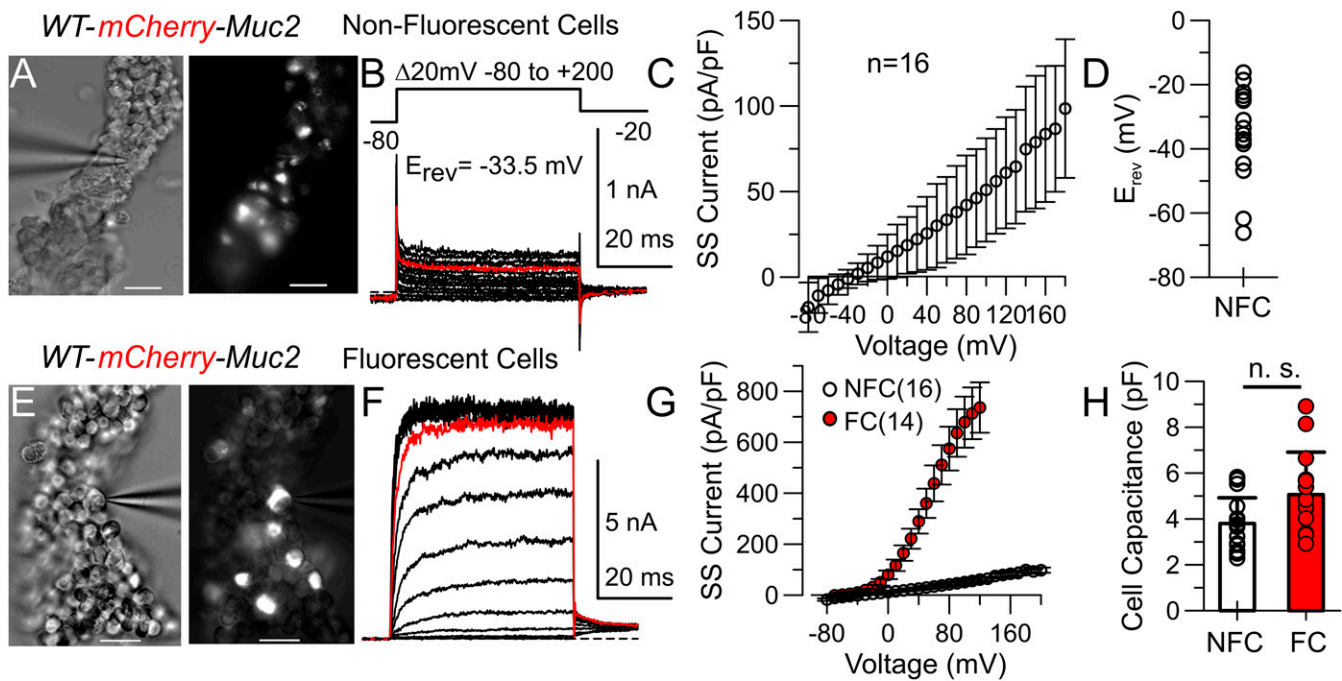 WT-mCherry-Muc2 Non-Fluorescent Cells
A
B
Δ20mV -80 to +200
-80
-20
Erev= -33.5 mV
1 nA
20 ms
C
n=16
SS Current (pA/pF)
150
100
50
0
-80 -40 0 40 80 120 160
Voltage (mV)
D
Erev (mV)
0
-20
-40
-60
-80
NFC
WT-mCherry-Muc2 Fluorescent Cells
E
F
5 nA
20 ms
G
NFC(16)
FC(14)
SS Current (pA/pF)
800
600
400
200
0
-80 0 80 160
Voltage (mV)
H
n. s.
Cell Capacitance (pF)
10
8
6
4
2
0
NFC FC